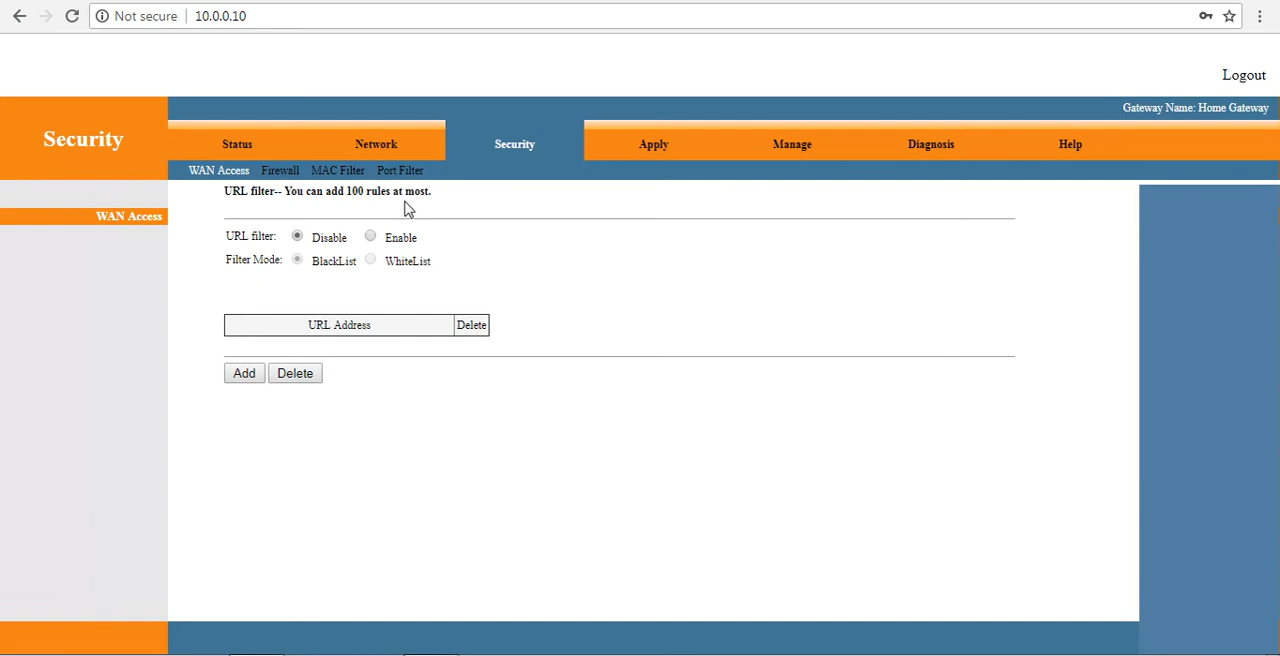 Not secure 10.0.0.10
Logout
Gateway Name: Home Gateway
Security
Status Network Security Apply Manage Diagnosis Help
WAN Access Firewall MAC Filter Port Filter
URL filter-- You can add 100 rules at most.
WAN Access
URL filter: Disable Enable
Filter Mode: BlackList WhiteList
URL Address Delete
Add Delete